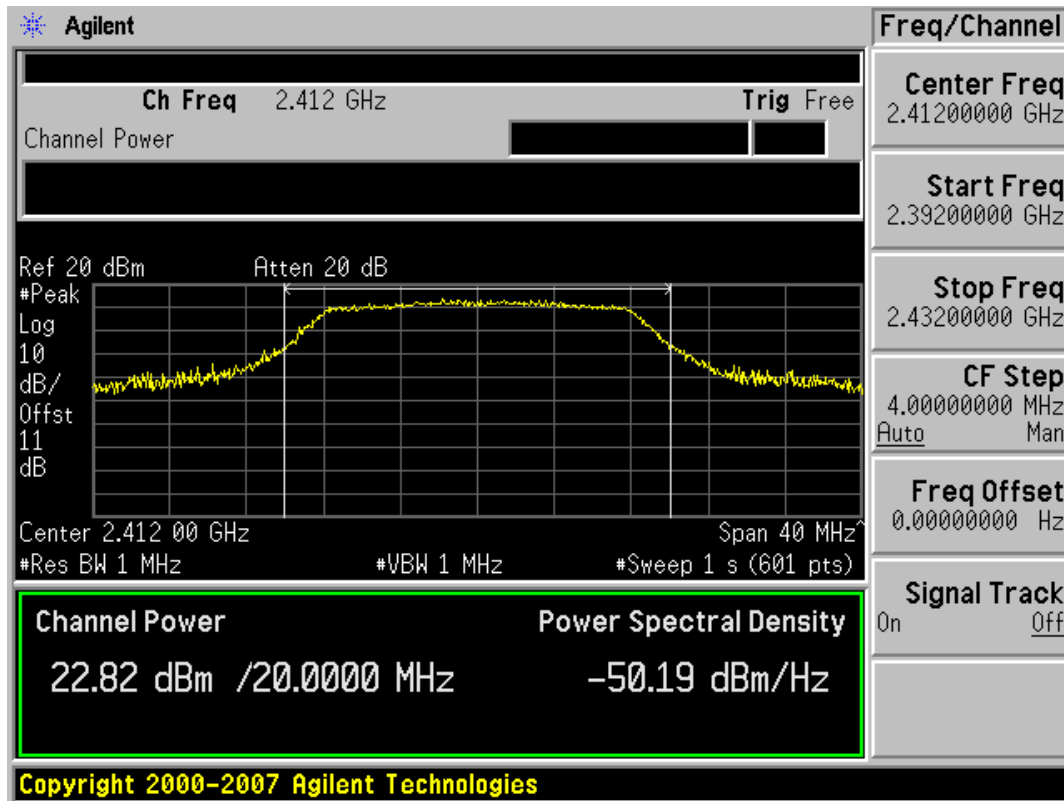 Agilent
Freq/Channel
Ch Freq 2.412 GHz Trig Free
Channel Power
Center Freq
2.41200000 GHz
Start Freq
2.39200000 GHz
Stop Freq
2.43200000 GHz
CF Step
4.00000000 MHz
Auto Man
Freq Offset
0.00000000 Hz
Signal Track
On Off
Ref 20 dBm Atten 20 dB
#Peak
Log
10
dB/
Offst
11
dB
Center 2.412 00 GHz Span 40 MHz^
#Res BW 1 MHz #VBW 1 MHz #Sweep 1 s (601 pts)
Channel Power Power Spectral Density
22.82 dBm /20.0000 MHz -50.19 dBm/Hz
Copyright 2000-2007 Agilent Technologies